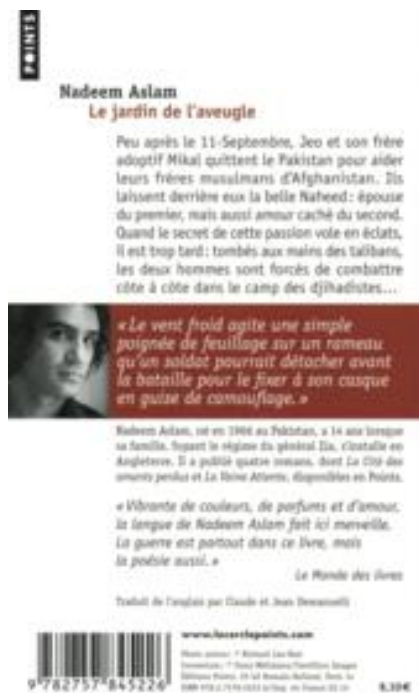 POINTS
Nadeem Aslam
Le jardin de l'aveugle
Peu après le 11-Septembre, Jeo et son frère
adoptif Mikal quittent le Pakistan pour aider
leurs frères musulmans d'Afghanistan. Ils
laissent derrière eux la belle Naheed : épouse
du premier, mais aussi amour caché du second.
Quand le secret de cette passion vole en éclats,
il est trop tard : tombés aux mains des talibans,
les deux hommes sont forcés de combattre
côte à côte dans le camp des djihadistes...
« Le vent froid agite une simple
poignée de feuillage sur un rameau
qu'un soldat pourrait détacher avant
la bataille pour le fixer à son casque
en guise de camouflage. »
Nadeem Aslam, né en 1966 au Pakistan, a 14 ans lorsque
sa famille, fuyant le régime du général Zia, s'installe en
Angleterre. Il a publié quatre romans, dont La Cité des
amants perdus et La Vaine Attente, disponibles en Points.
« Vibrante de couleurs, de parfums et d'amour,
la langue de Nadeem Aslam fait ici merveille.
La guerre est partout dans ce livre, mais
la poésie aussi. »
Le Monde des livres
Traduit de l'anglais par Claude et Jean Demanuelli
www.lecerclepoints.com
9 782757 845226